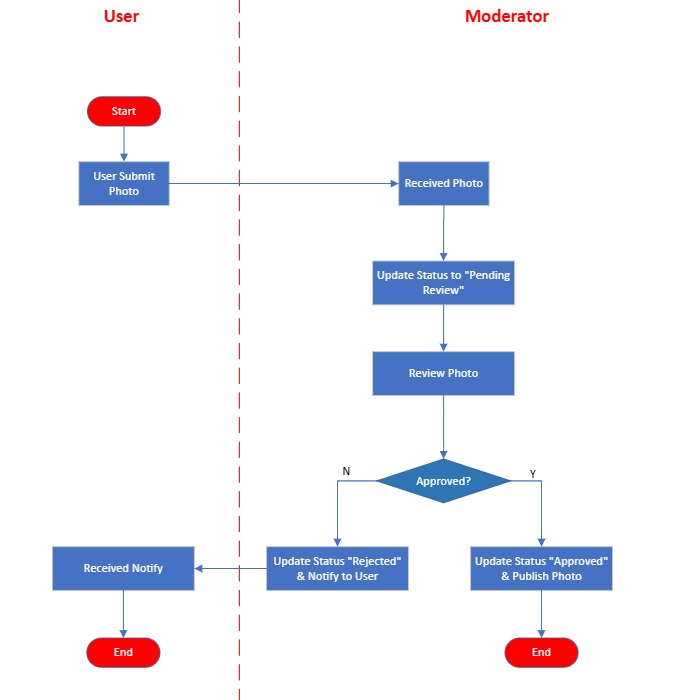 User
Moderator
Start
User Submit
Photo
Received Photo
Update Status to "Pending
Review"
Review Photo
Approved?
N
Y
Received Notify
Update Status "Rejected"
& Notify to User
Update Status "Approved"
& Publish Photo
End
End